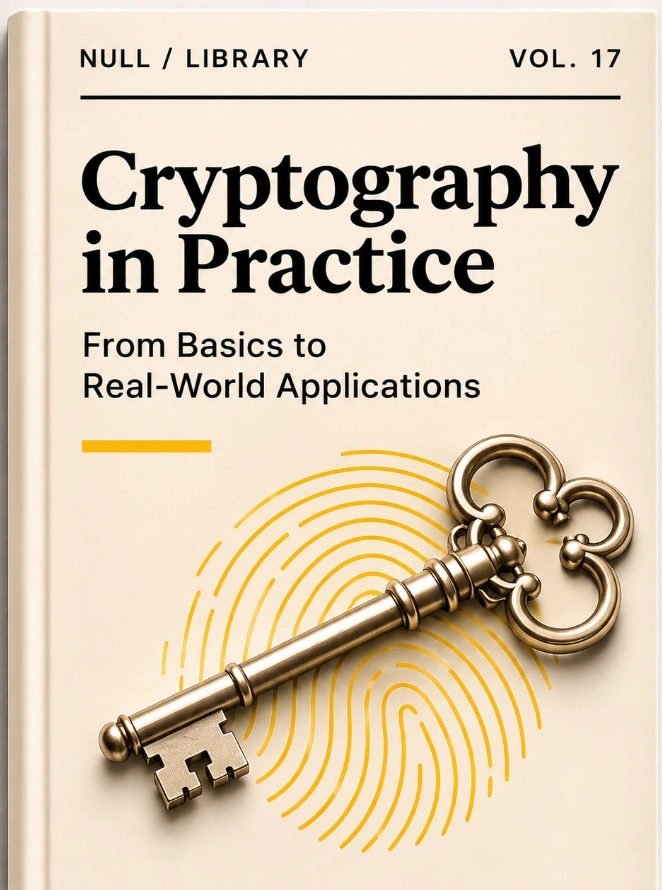 NULL / LIBRARY VOL. 17
Cryptography
in Practice
From Basics to
Real-World Applications